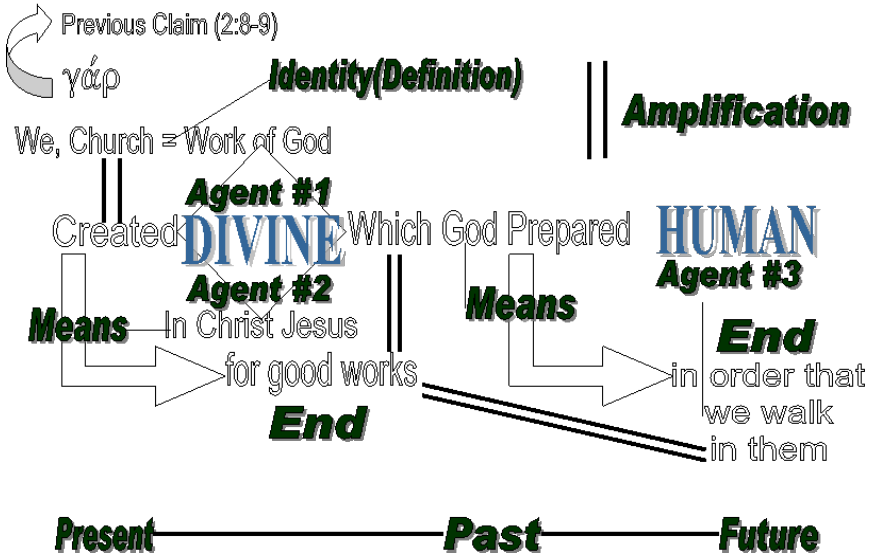 Previous Claim (2:8-9)
γάρ
Identity(Definition)
Amplification
We, Church = Work of God
Agent #1
Created
DIVINE
Which God Prepared
HUMAN
Agent #2
Agent #3
Means
In Christ Jesus
Means
End
for good works
in order that
we walk
in them
End
Present
Past
Future